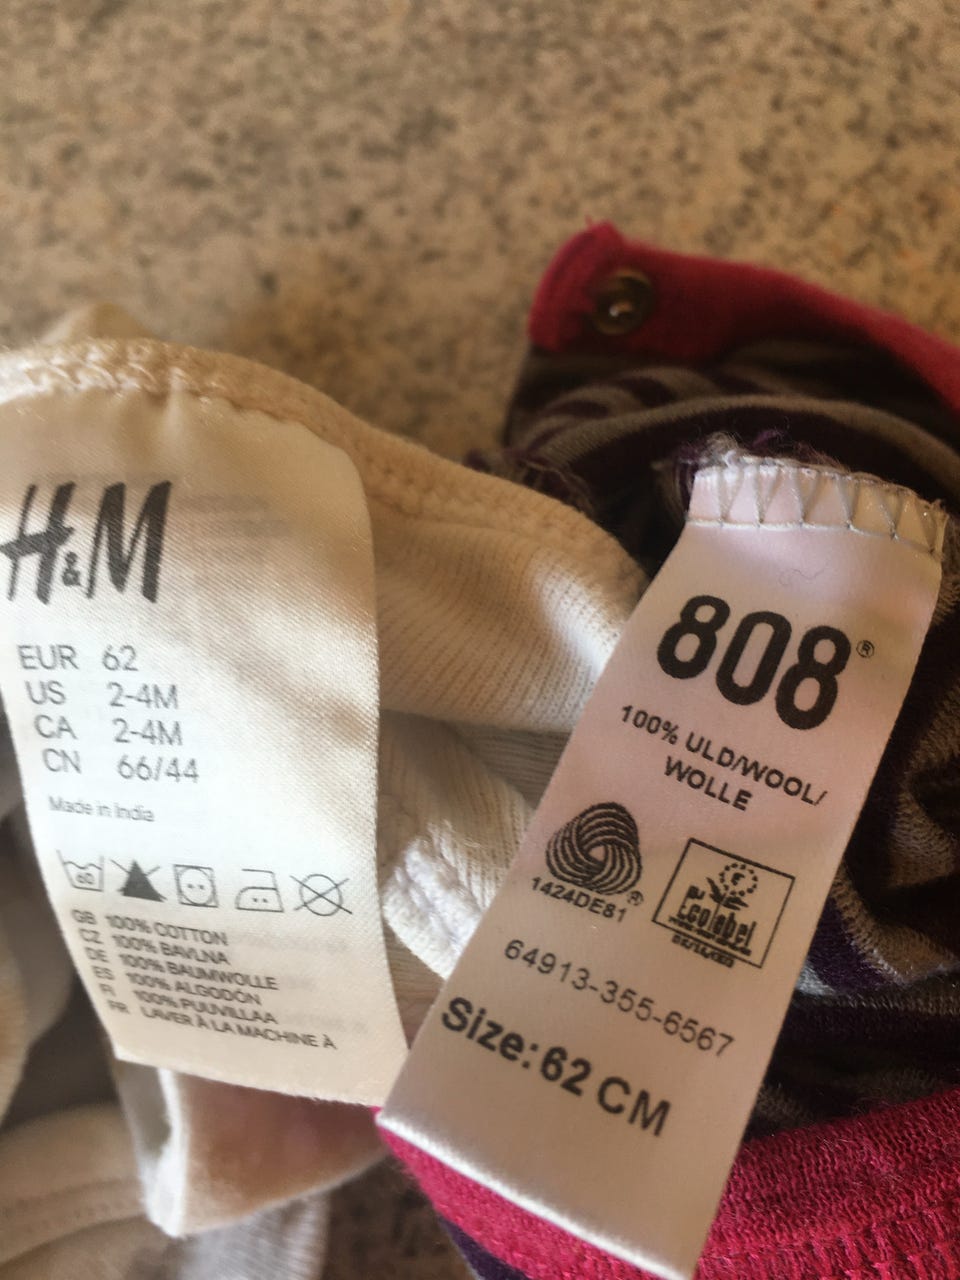 H&M
EUR 62
US 2-4M
CA 2-4M
CN 66/44
Made in India
60
GB 100% COTTON
CZ 100% BAVLNA
DE 100% BAUMWOLLE
ES 100% ALGODÓN
FI 100% PUUVILLAA
FR LAVER À LA MACHINE À
808®
100% ULD/WOOL/
WOLLE
1424DE81®
Ecolabel
64913-355-6567
Size: 62 CM